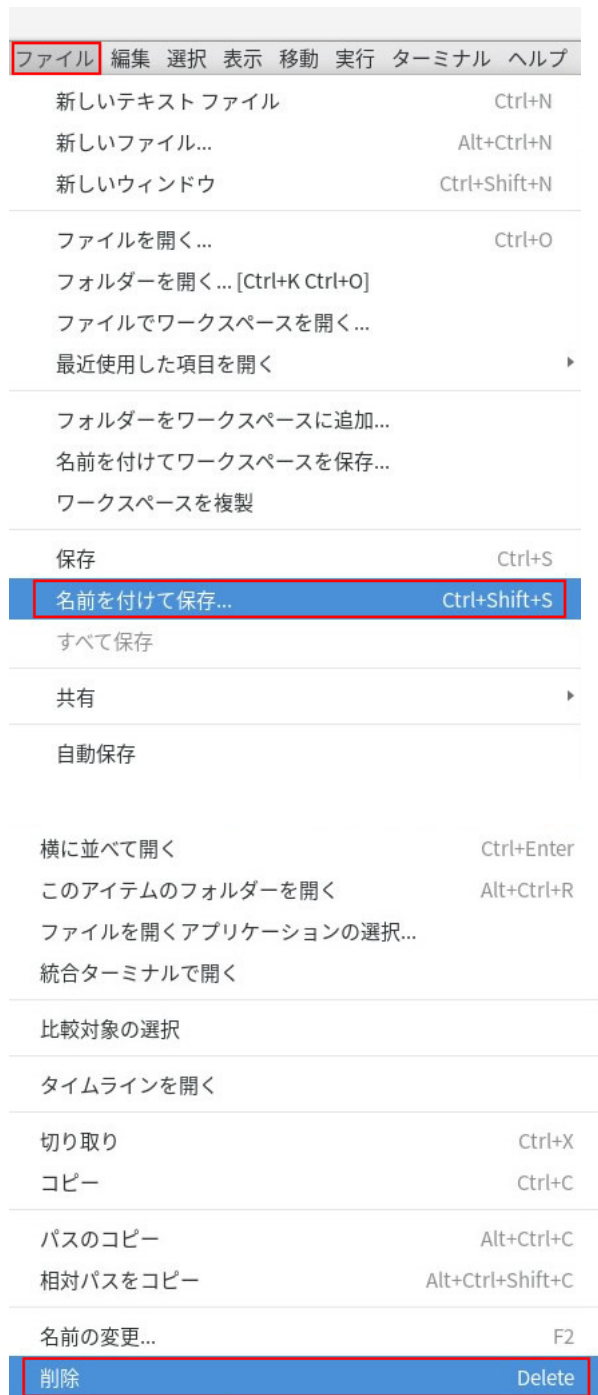 ファイル 編集 選択 表示 移動 実行 ターミナル ヘルプ
新しいテキスト ファイル Ctrl+N
新しいファイル... Alt+Ctrl+N
新しいウィンドウ Ctrl+Shift+N
ファイルを開く... Ctrl+O
フォルダーを開く... [Ctrl+K Ctrl+O]
ファイルでワークスペースを開く...
最近使用した項目を開く
フォルダーをワークスペースに追加...
名前を付けてワークスペースを保存...
ワークスペースを複製
保存 Ctrl+S
名前を付けて保存... Ctrl+Shift+S
すべて保存
共有
自動保存
横に並べて開く Ctrl+Enter
このアイテムのフォルダーを開く Alt+Ctrl+R
ファイルを開くアプリケーションの選択...
統合ターミナルで開く
比較対象の選択
タイムラインを開く
切り取り Ctrl+X
コピー Ctrl+C
パスのコピー Alt+Ctrl+C
相対パスをコピー Alt+Ctrl+Shift+C
名前の変更... F2
削除 Delete